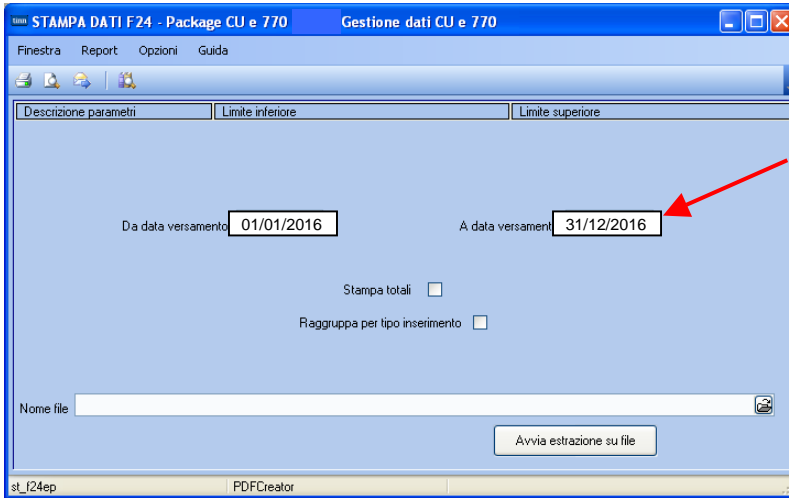 tinn STAMPA DATI F24 - Package CU e 770 Gestione dati CU e 770
Finestra Report Opzioni Guida
Descrizione parametri Limite inferiore Limite superiore
Da data versamento 01/01/2016 A data versament 31/12/2016
Stampa totali
Raggruppa per tipo inserimento
Nome file
Avvia estrazione su file
st_f24ep PDFCreator